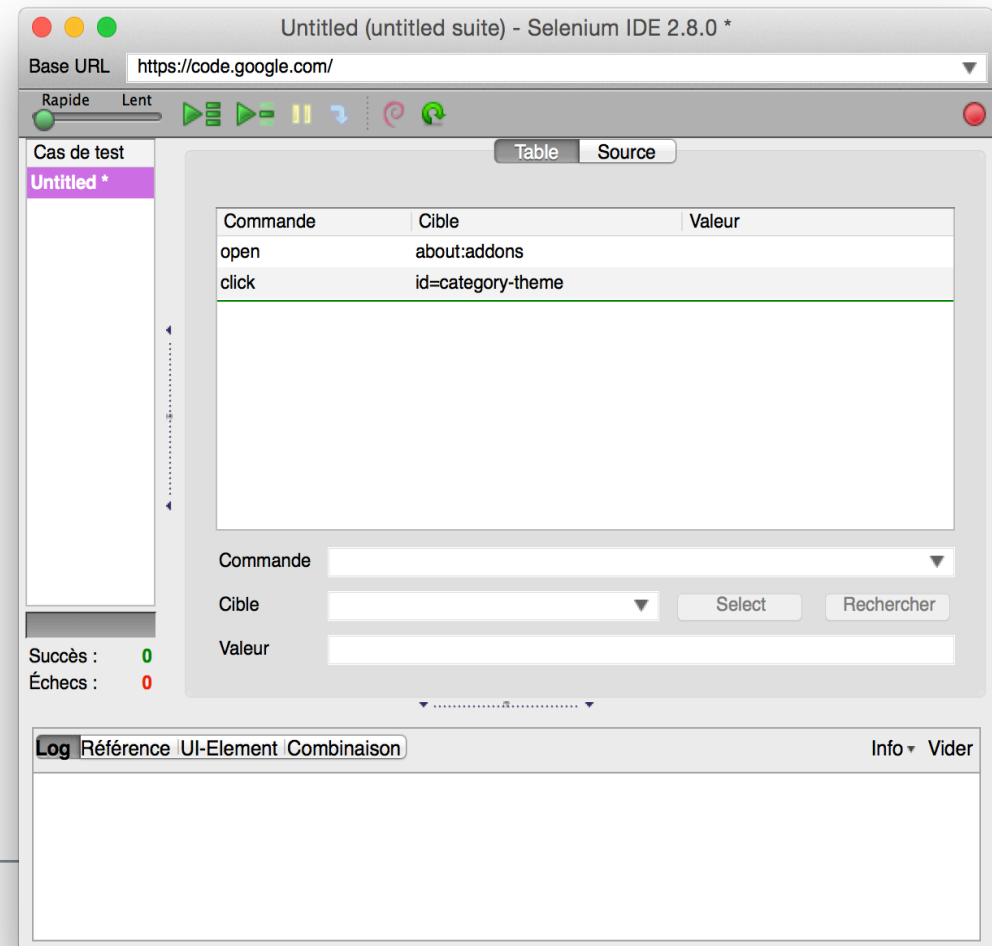 Untitled (untitled suite) - Selenium IDE 2.8.0 *
Base URL https://code.google.com/
Rapide Lent
Cas de test
Untitled *
Table Source
Commande Cible Valeur
open about:addons
click id=category-theme
Commande
Cible Select Rechercher
Valeur
Succès : 0
Échecs : 0
Log Référence UI-Element Combinaison Info Vider